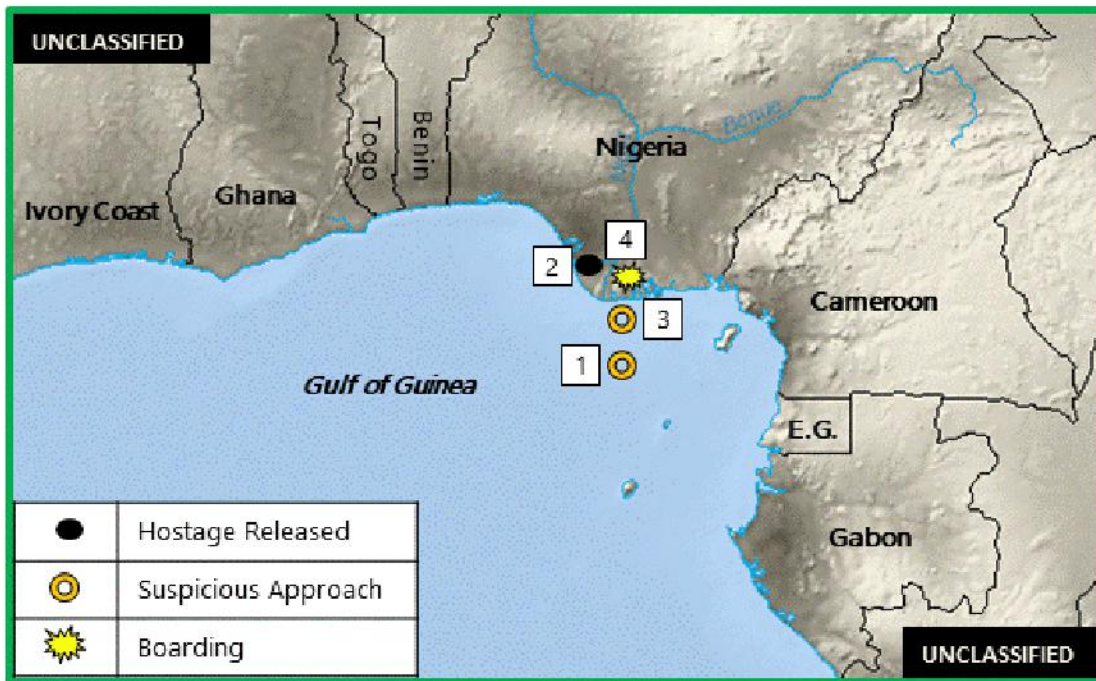 UNCLASSIFIED
Togo
Benin
Nigeria
Benue
Ghana
Ivory Coast
4
2
Cameroon
3
1
Gulf of Guinea
E.G.
Gabon
Hostage Released
Suspicious Approach
Boarding
UNCLASSIFIED